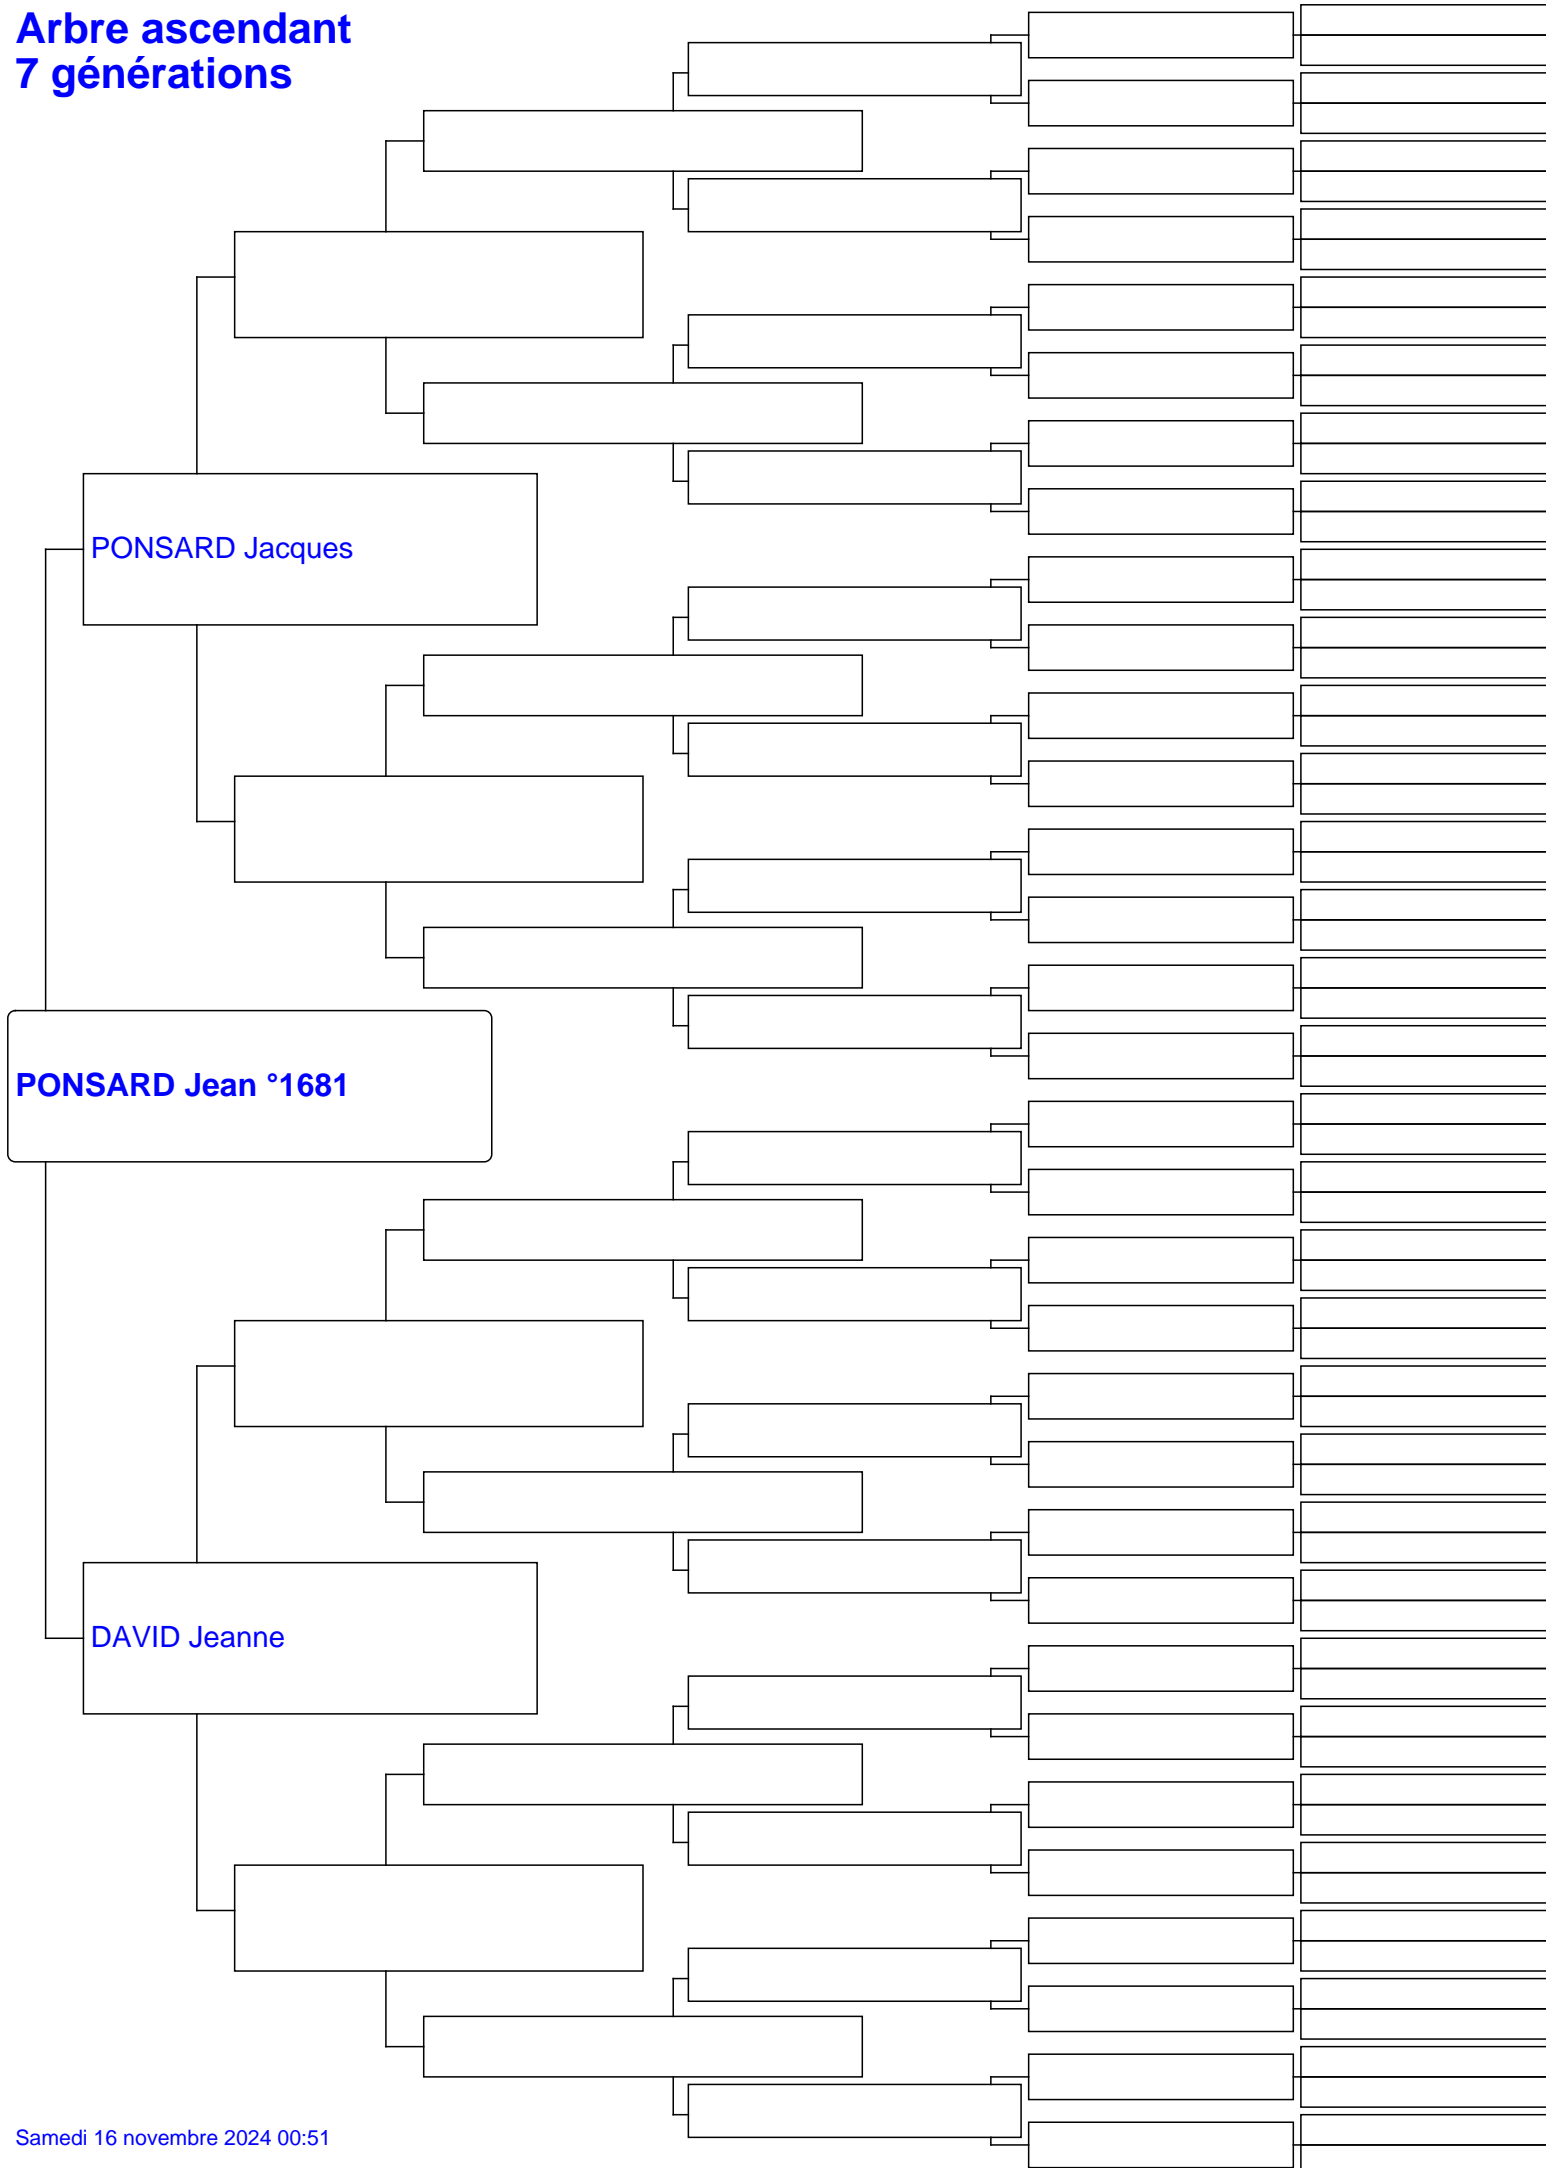 Arbre ascendant
7 générations
PONSARD Jacques
PONSARD Jean °1681
DAVID Jeanne
Samedi 16 novembre 2024 00:51